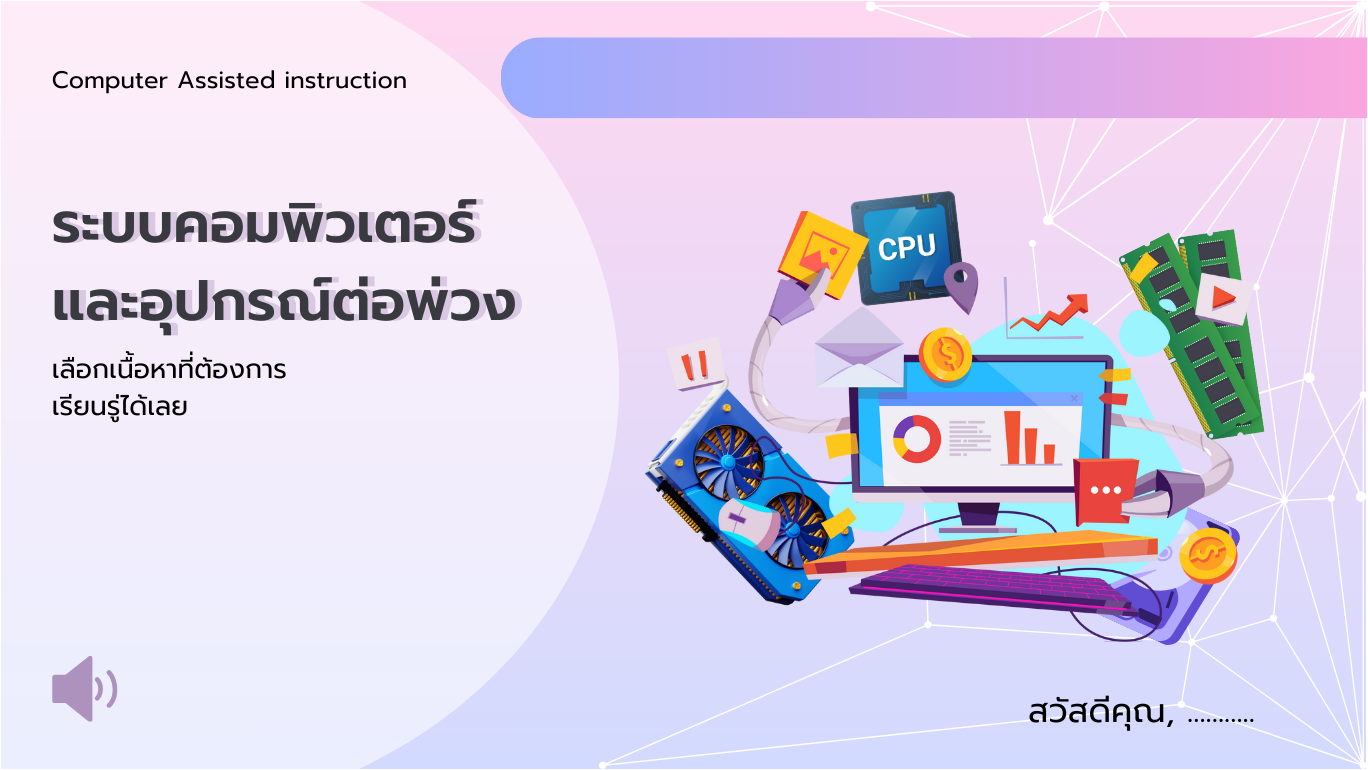 Computer Assisted instruction
ระบบคอมพิวเตอร์
และอุปกรณ์ต่อพ่วง
เลือกเนื้อหาที่ต้องการ
เรียนรู่ได้เลย
CPU
สวัสดีคุณ, ...........